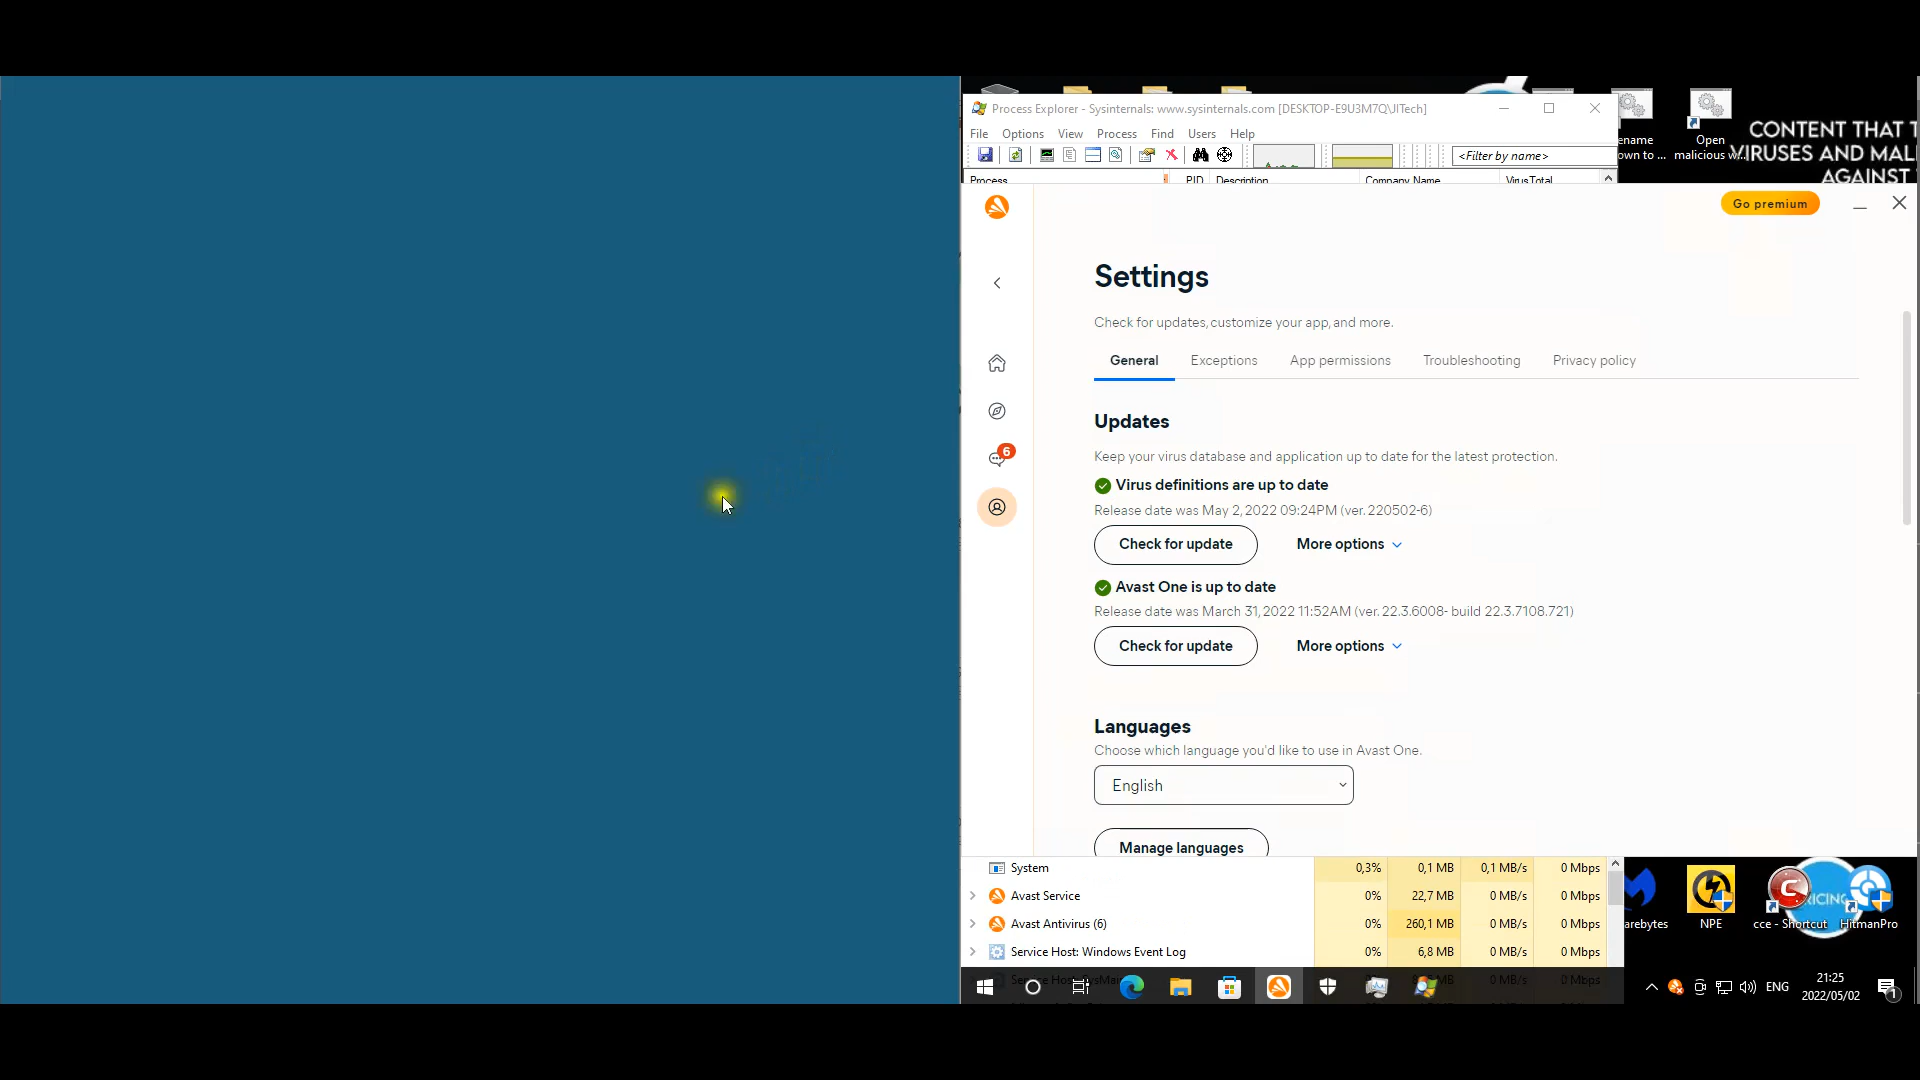 Process Explorer - Sysinternals: www.sysinternals.com [DESKTOP-E9U3M7Q\JITech]
File Options View Process Find Users Help
<Filter by name>
Process PID Description Company Name VirusTotal
Open
malicious
CONTENT THAT
VIRUSES AND
AGAINST
Go premium
Settings
Check for updates, customize your app, and more.
General Exceptions App permissions Troubleshooting Privacy policy
Updates
Keep your virus database and application up to date for the latest protection.
Virus definitions are up to date
Release date was May 2, 2022 09:24PM (ver. 220502-6)
Check for update More options
6
Avast One is up to date
Release date was March 31, 2022 11:52AM (ver. 22.3.6008- build 22.3.7108.721)
Check for update More options
Languages
Choose which language you'd like to use in Avast One.
English
Manage languages
System 0,3% 0,1 MB 0,1 MB/s 0 Mbps
Avast Service 0% 22,7 MB 0 MB/s 0 Mbps
Avast Antivirus (6) 0% 260,1 MB 0 MB/s 0 Mbps
Service Host: Windows Event Log 0% 6,8 MB 0 MB/s 0 Mbps
arebytes NPE cce - Shortcut HitmanPro
RICING
ENG
21:25
2022/05/02
1